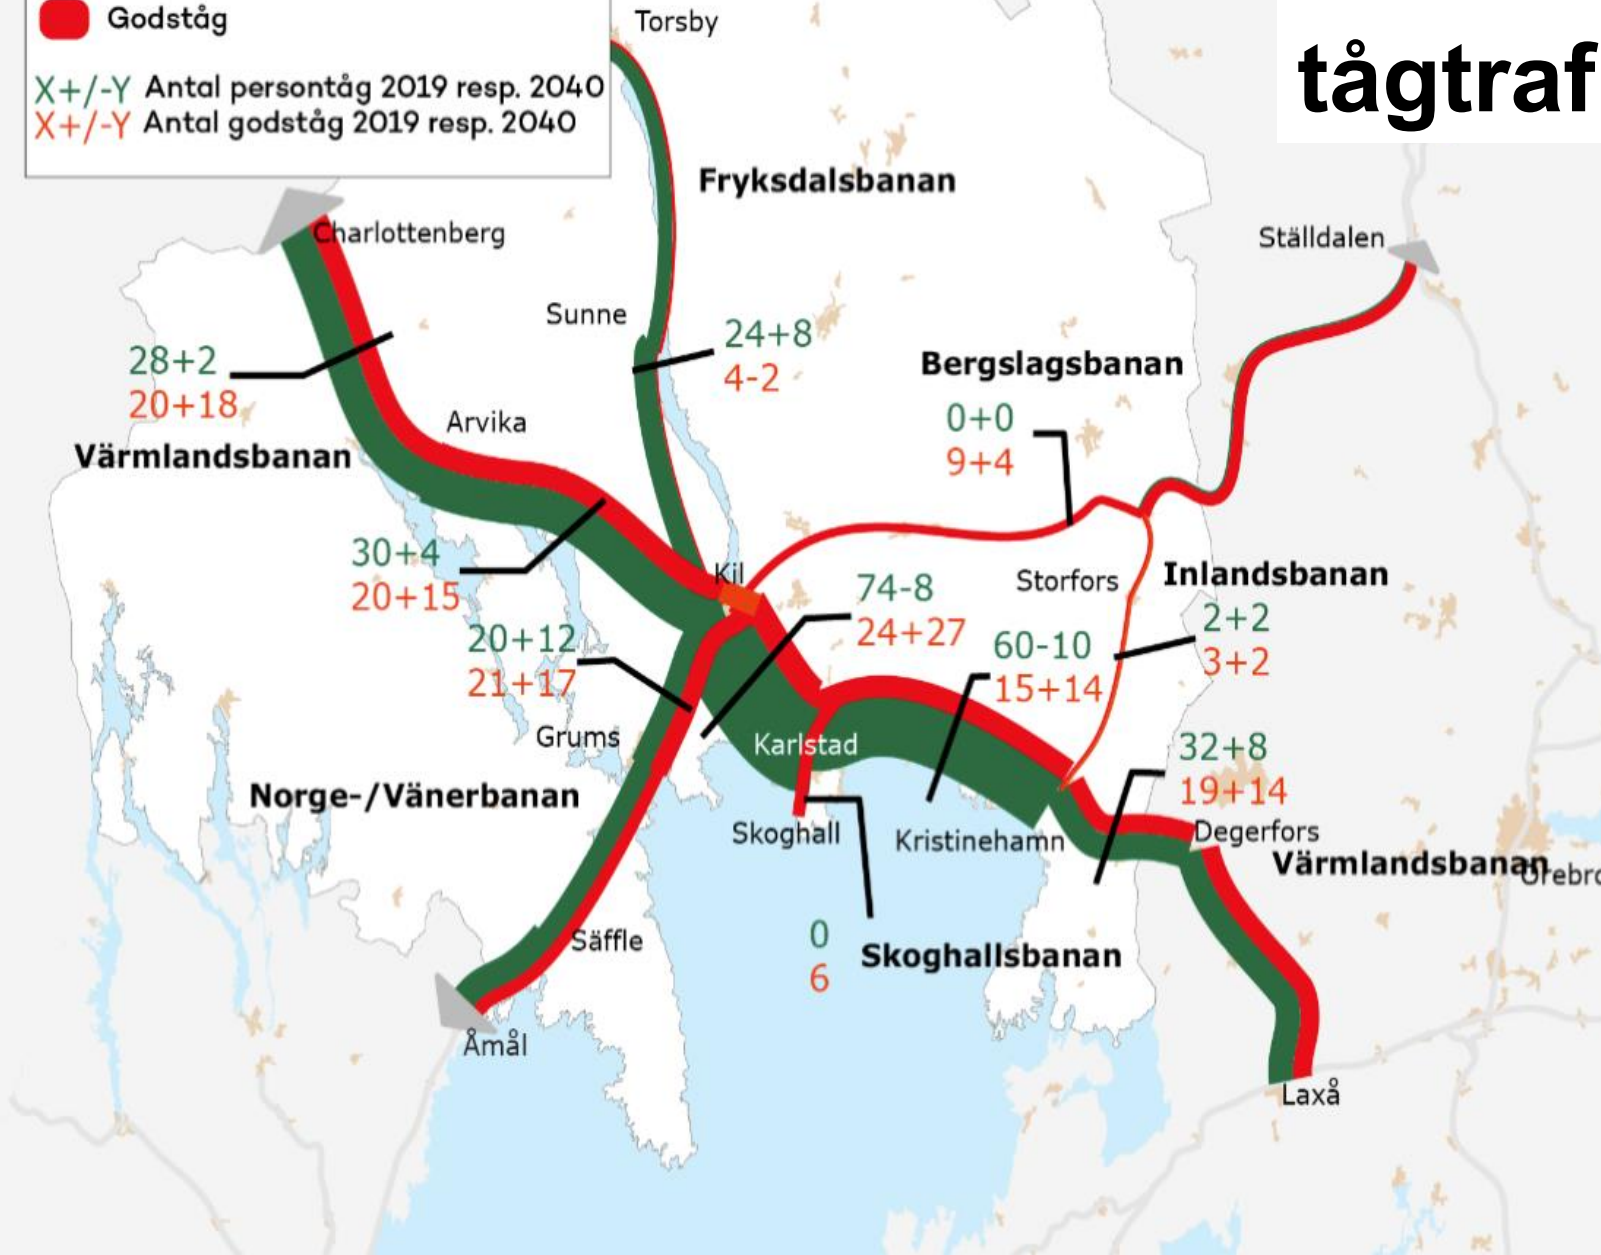 Godståg
X+/-Y Antal persontåg 2019 resp. 2040
X+/-Y Antal godståg 2019 resp. 2040
Torsby
tågtraf
Fryksdalsbanan
Charlottenberg
Ställdalen
Sunne
24+8
4-2
28+2
20+18
Bergslagsbanan
0+0
9+4
Arvika
Värmlandsbanan
30+4
20+15
Kil
74-8
24+27
Storfors
Inlandsbanan
2+2
3+2
20+12
21+17
60-10
15+14
Grums
Karlstad
32+8
19+14
Norge-/Vänerbanan
Skoghall
Kristinehamn
Degerfors
Värmlandsbanan
Örebro
0
6
Skoghallsbanan
Säffle
Åmål
Laxå